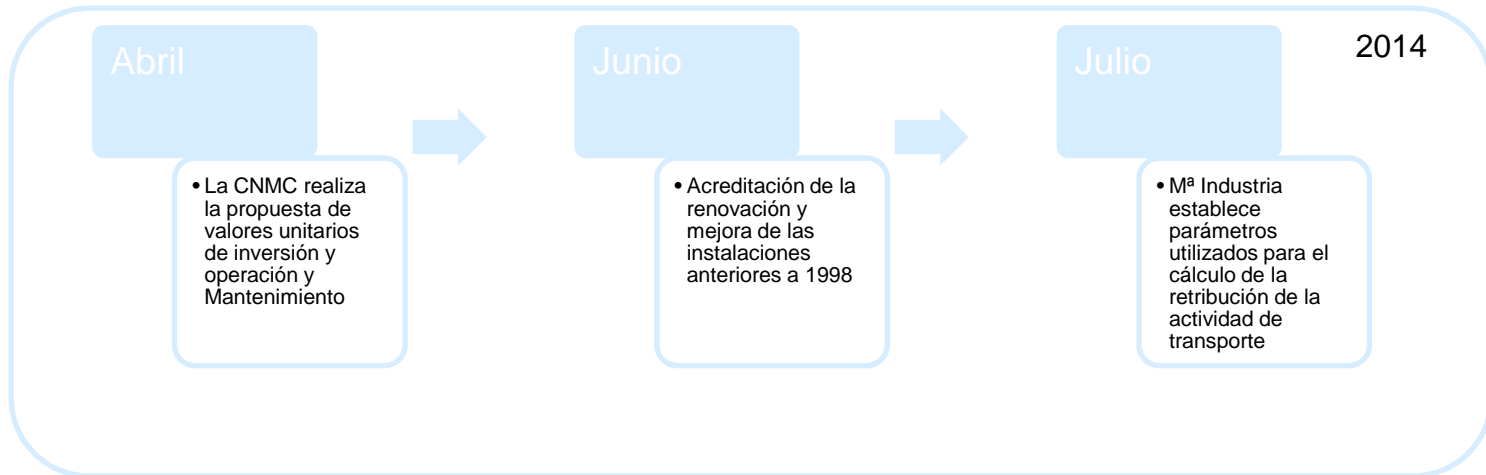 2014
Abril
• La CNMC realiza
la propuesta de
valores unitarios
de inversión y
operación y
Mantenimiento
Junio
• Acreditación de la
renovación y
mejora de las
instalaciones
anteriores a 1998
Julio
• Mª Industria
establece
parámetros
utilizados para el
cálculo de la
retribución de la
actividad de
transporte